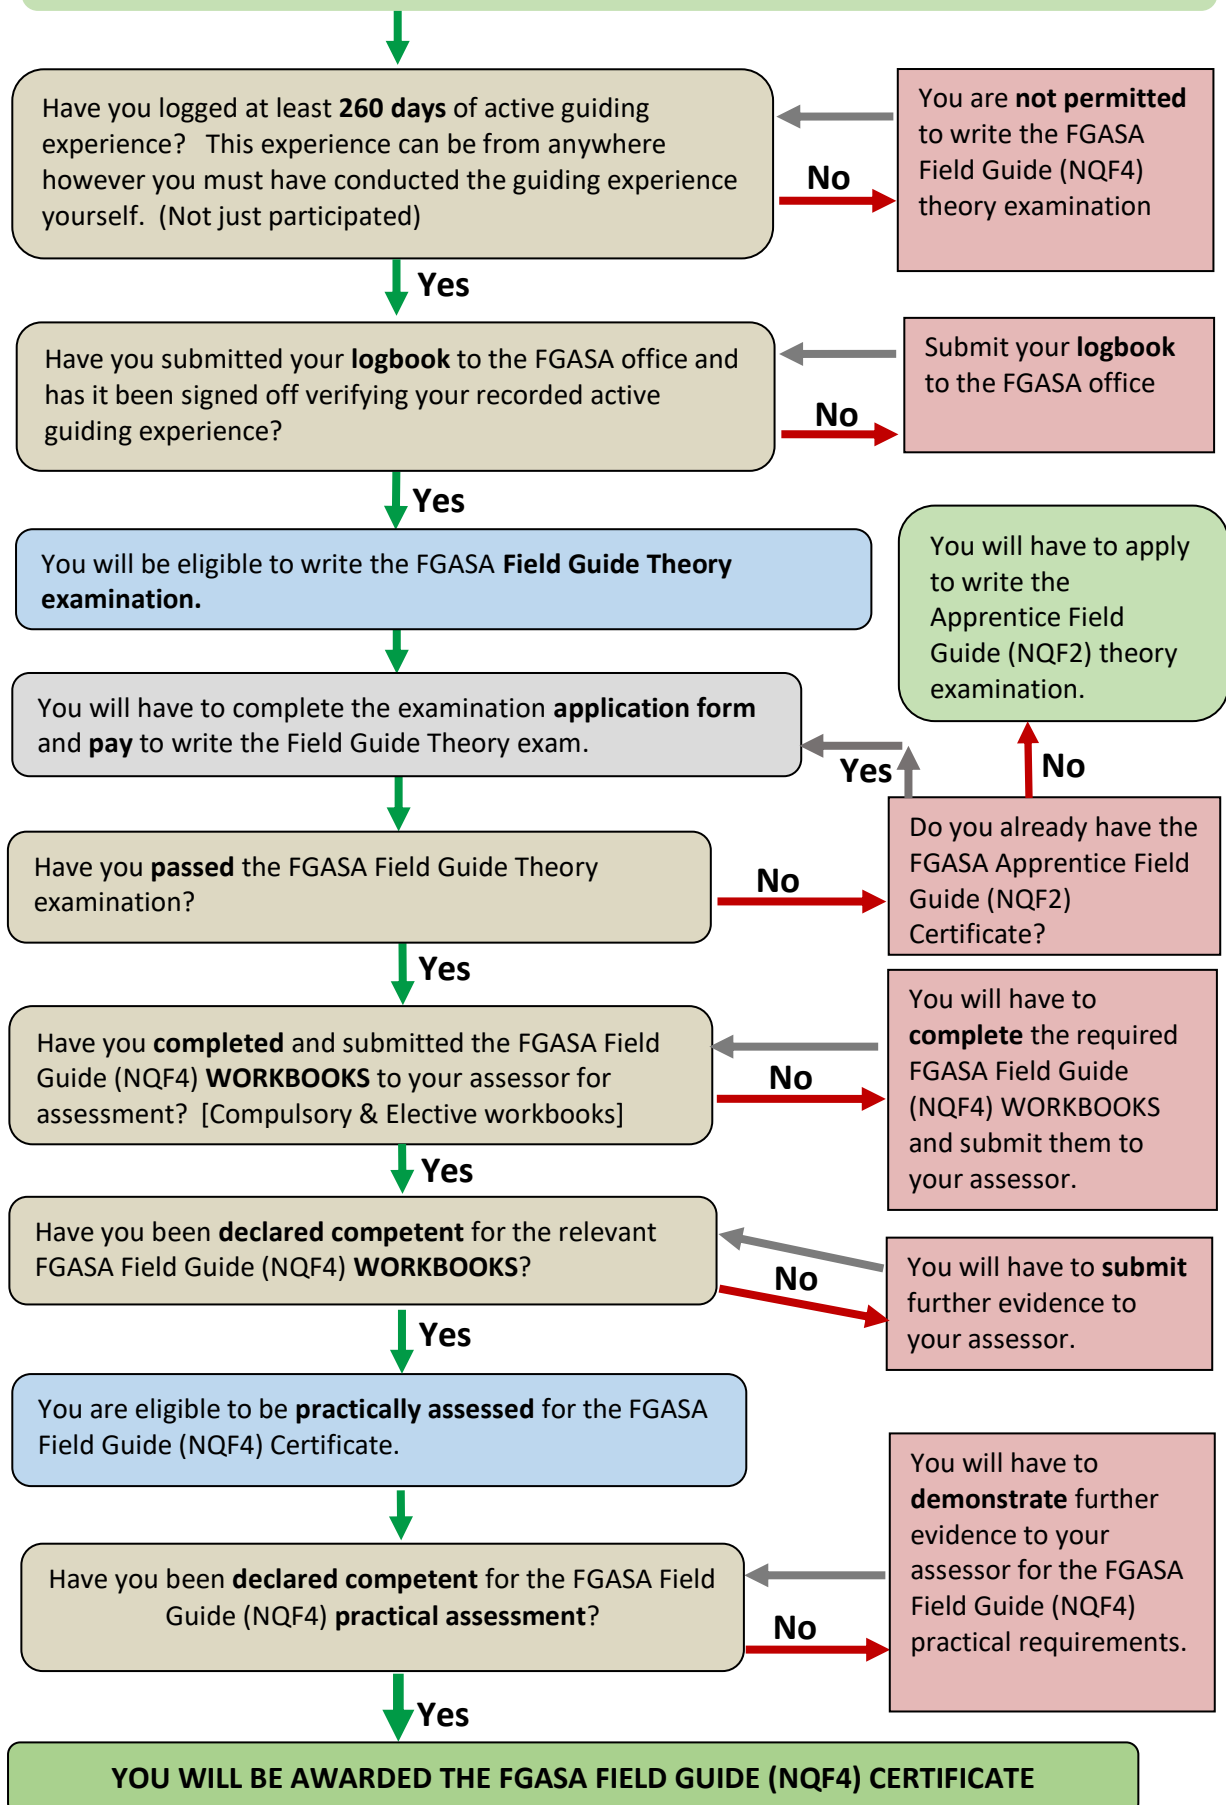 Have you logged at least 260 days of active guiding
experience? This experience can be from anywhere
however you must have conducted the guiding experience
yourself. (Not just participated)
No
You are not permitted
to write the FGASA
Field Guide (NQF4)
theory examination
Yes
Have you submitted your logbook to the FGASA office and
has it been signed off verifying your recorded active
guiding experience?
No
Submit your logbook
to the FGASA office
Yes
You will be eligible to write the FGASA Field Guide Theory
examination.
You will have to apply
to write the
Apprentice Field
Guide (NQF2) theory
examination.
You will have to complete the examination application form
and pay to write the Field Guide Theory exam.
Yes
No
Have you passed the FGASA Field Guide Theory
examination?
No
Do you already have the
FGASA Apprentice Field
Guide (NQF2)
Certificate?
Yes
Have you completed and submitted the FGASA Field
Guide (NQF4) WORKBOOKS to your assessor for
assessment? [Compulsory & Elective workbooks]
No
You will have to
complete the required
FGASA Field Guide
(NQF4) WORKBOOKS
and submit them to
your assessor.
Yes
Have you been declared competent for the relevant
FGASA Field Guide (NQF4) WORKBOOKS?
No
You will have to submit
further evidence to
your assessor.
Yes
You are eligible to be practically assessed for the FGASA
Field Guide (NQF4) Certificate.
Have you been declared competent for the FGASA Field
Guide (NQF4) practical assessment?
No
You will have to
demonstrate further
evidence to your
assessor for the FGASA
Field Guide (NQF4)
practical requirements.
Yes
YOU WILL BE AWARDED THE FGASA FIELD GUIDE (NQF4) CERTIFICATE